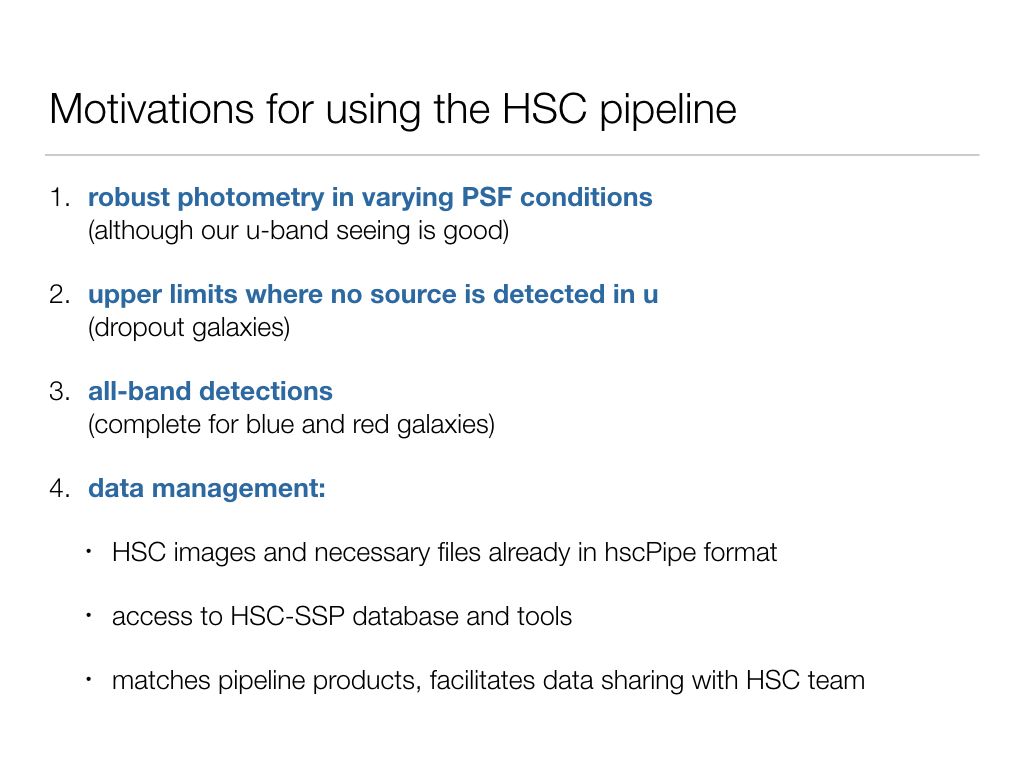 Motivations for using the HSC pipeline
1. robust photometry in varying PSF conditions
(although our u-band seeing is good)
2. upper limits where no source is detected in u
(dropout galaxies)
3. all-band detections
(complete for blue and red galaxies)
4. data management:
• HSC images and necessary files already in hscPipe format
• access to HSC-SSP database and tools
• matches pipeline products, facilitates data sharing with HSC team